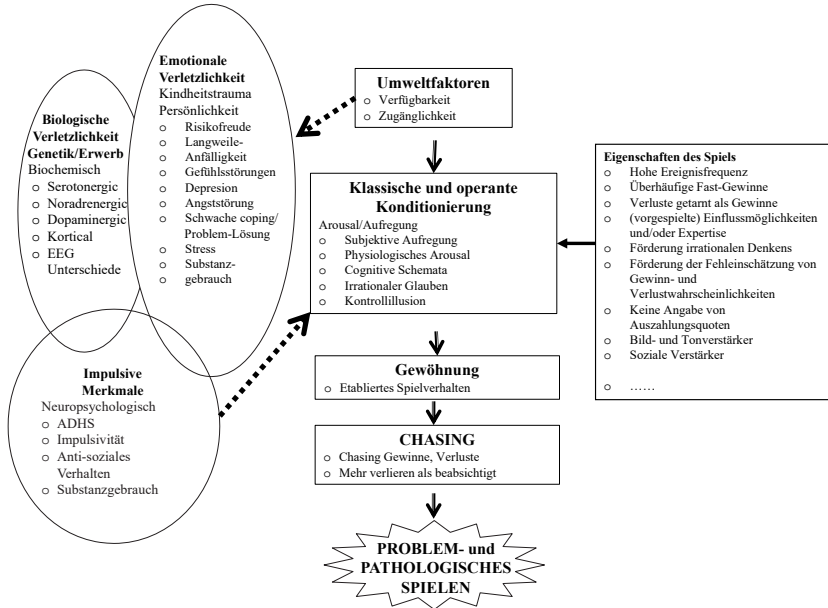 Emotionale
Verletzlichkeit
Kindheitstrauma
Persönlichkeit
o Risikofreude
o Langweile-
o Anfälligkeit
o Gefühlsstörungen
o Depresion
o Angststörung
o Schwache coping/
Problem-Lösung
o Stress
o Substanz-
o gebrauch
Biologische
Verletzlichkeit
Genetik/Erwerb
Biochemisch
o Serotonergic
o Noradrenergic
o Dopaminergic
o Kortical
o EEG
Unterschiede
Impulsive
Merkmale
Neuropsychologisch
o ADHS
o Impulsivität
o Anti-soziales
Verhalten
o Substanzgebrauch
Umweltfaktoren
o Verfügbarkeit
o Zugänglichkeit
Klassische und operante
Konditionierung
Arousal/Aufregung
o Subjektive Aufregung
o Physiologisches Arousal
o Cognitive Schemata
o Irrationaler Glauben
o Kontrollillusion
Gewöhnung
o Etabliertes Spielverhalten
CHASING
o Chasing Gewinne, Verluste
o Mehr verlieren als beabsichtigt
PROBLEM- und
PATHOLOGISCHES
SPIELEN
Eigenschaften des Spiels
o Hohe Ereignisfrequenz
o Überhäufige Fast-Gewinne
o Verluste getarnt als Gewinne
o (vorgespielte) Einflussmöglichkeiten
und/oder Expertise
o Förderung irrationalen Denkens
o Förderung der Fehleinschätzung von
Gewinn- und
Verlustwahrscheinlichkeiten
o Keine Angabe von
Auszahlungsquoten
o Bild- und Tonverstärker
o Soziale Verstärker
o ……